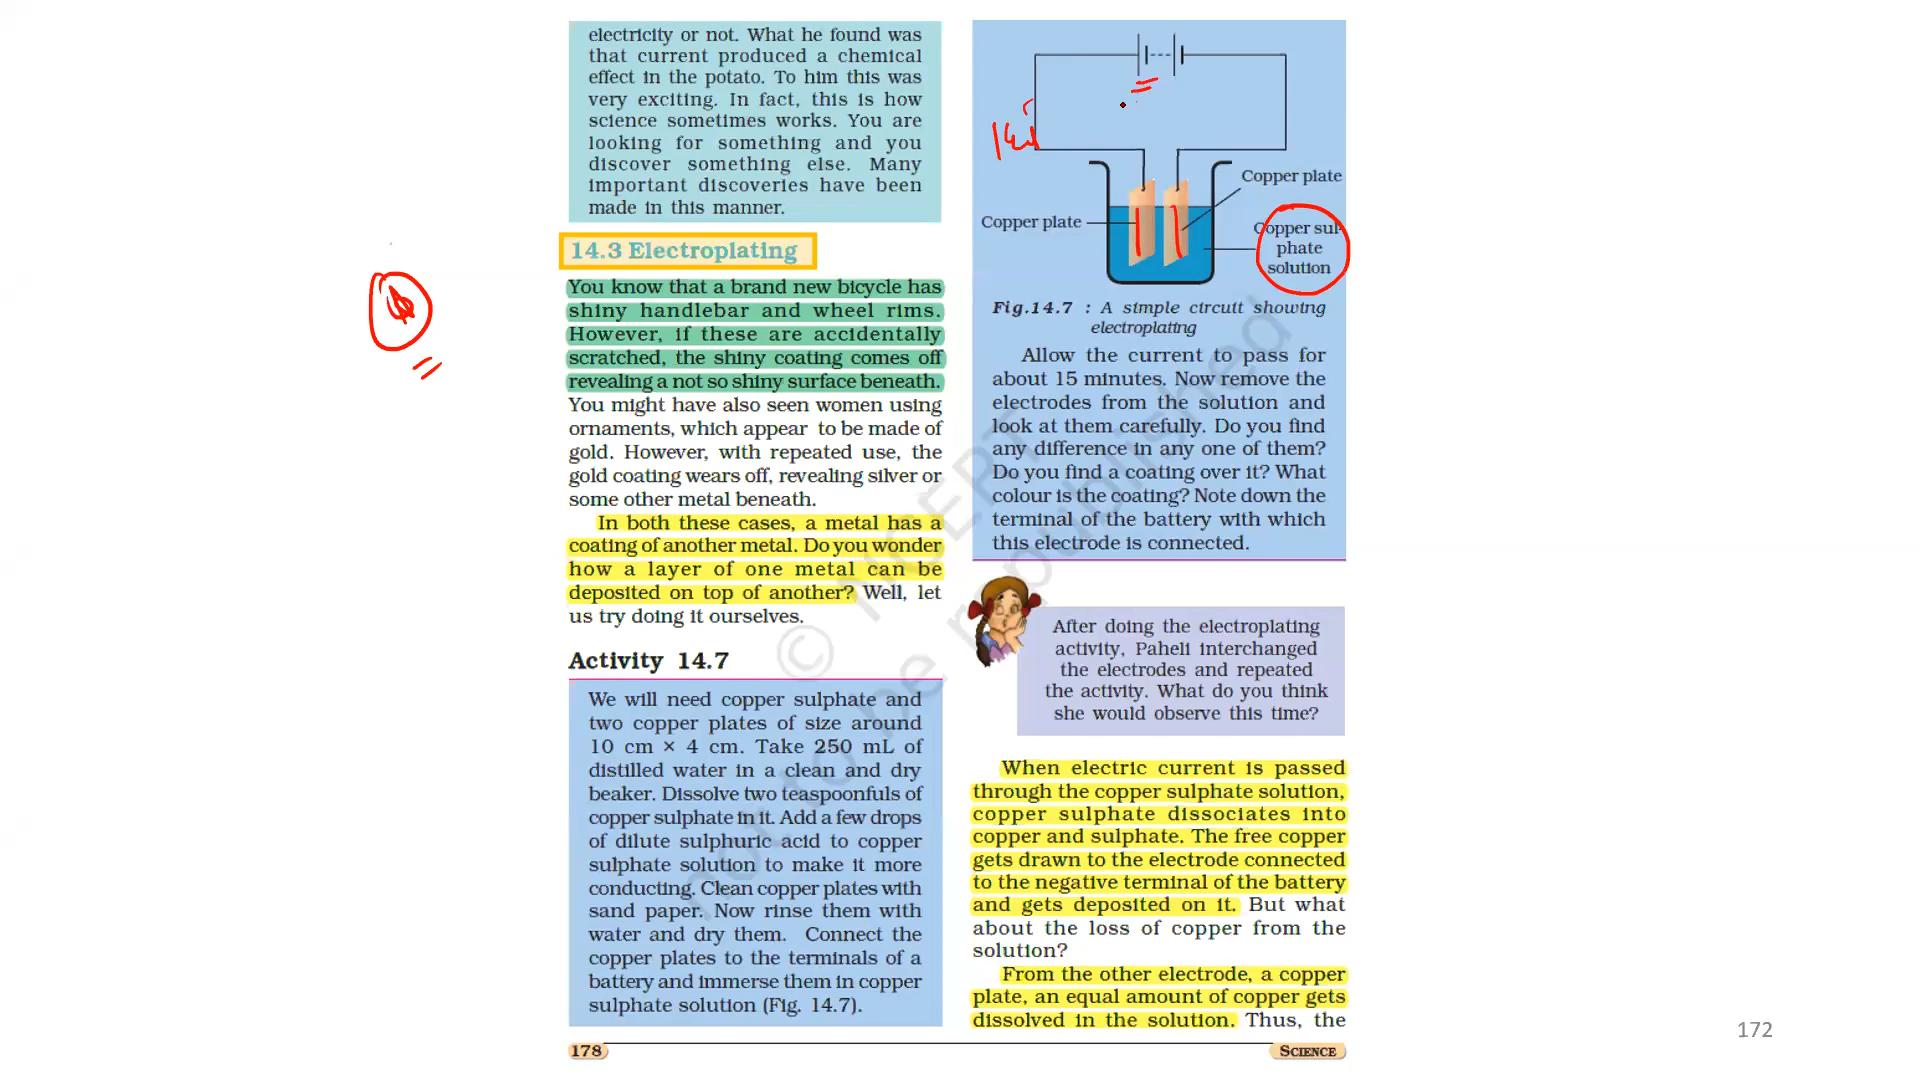 electricity or not. What he found was
that current produced a chemical
effect in the potato. To him this was
very exciting. In fact, this is how
science sometimes works. You are
looking for something and you
discover something else. Many
important discoveries have been
made in this manner.
14.3 Electroplating
You know that a brand new bicycle has
shiny handlebar and wheel rims.
However, if these are accidentally
scratched, the shiny coating comes off
revealing a not so shiny surface beneath.
You might have also seen women using
ornaments, which appear to be made of
gold. However, with repeated use, the
gold coating wears off, revealing silver or
some other metal beneath.
In both these cases, a metal has a
coating of another metal. Do you wonder
how a layer of one metal can be
deposited on top of another? Well, let
us try doing it ourselves.
Activity 14.7
We will need copper sulphate and
two copper plates of size around
10 cm × 4 cm. Take 250 mL of
distilled water in a clean and dry
beaker. Dissolve two teaspoonfuls of
copper sulphate in it. Add a few drops
of dilute sulphuric acid to copper
sulphate solution to make it more
conducting. Clean copper plates with
sand paper. Now rinse them with
water and dry them. Connect the
copper plates to the terminals of a
battery and immerse them in copper
sulphate solution (Fig. 14.7).
178
Copper plate
Copper plate
Copper sul-
phate
solution
Fig.14.7 : A simple circuit showing
electroplating
Allow the current to pass for
about 15 minutes. Now remove the
electrodes from the solution and
look at them carefully. Do you find
any difference in any one of them?
Do you find a coating over it? What
colour is the coating? Note down the
terminal of the battery with which
this electrode is connected.
After doing the electroplating
activity, Paheli interchanged
the electrodes and repeated
the activity. What do you think
she would observe this time?
When electric current is passed
through the copper sulphate solution,
copper sulphate dissociates into
copper and sulphate. The free copper
gets drawn to the electrode connected
to the negative terminal of the battery
and gets deposited on it. But what
about the loss of copper from the
solution?
From the other electrode, a copper
plate, an equal amount of copper gets
dissolved in the solution. Thus, the
SCIENCE
© NCERT
not to be republished
172